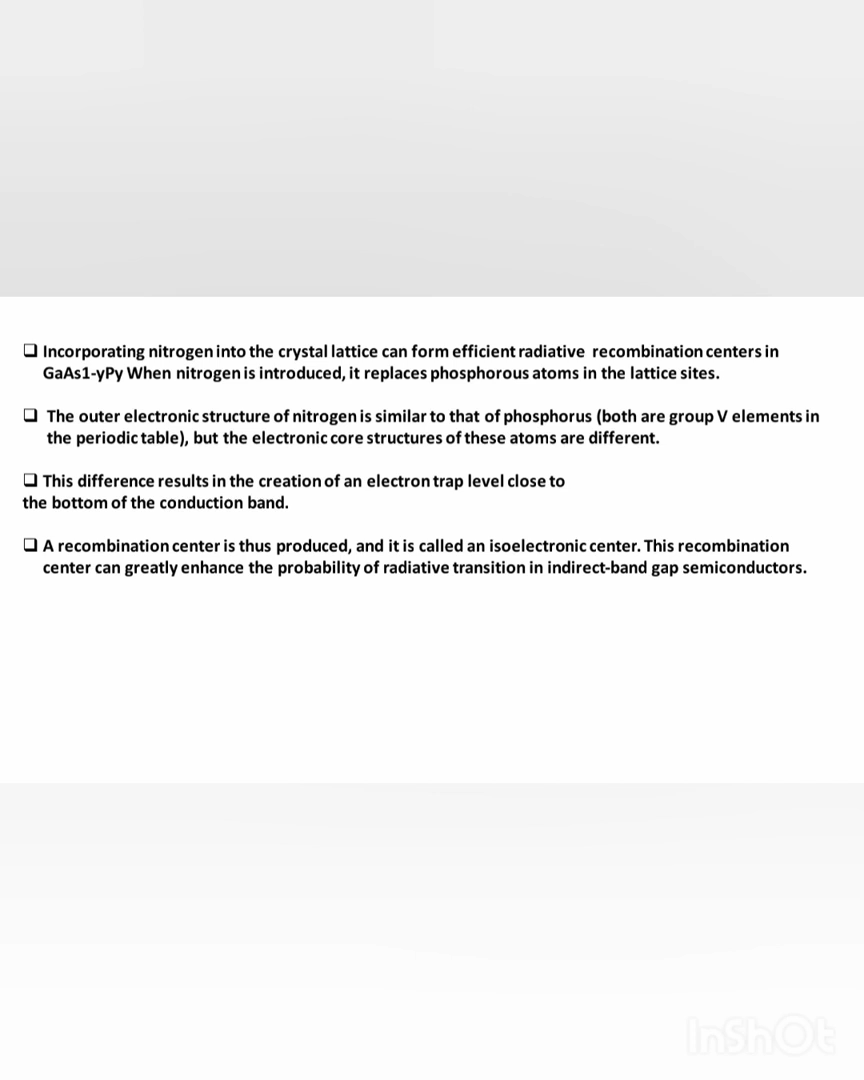 ❑ Incorporating nitrogen into the crystal lattice can form efficient radiative recombination centers in
GaAs1-yPy When nitrogen is introduced, it replaces phosphorous atoms in the lattice sites.
❑ The outer electronic structure of nitrogen is similar to that of phosphorus (both are group V elements in
the periodic table), but the electronic core structures of these atoms are different.
❑ This difference results in the creation of an electron trap level close to
the bottom of the conduction band.
❑ A recombination center is thus produced, and it is called an isoelectronic center. This recombination
center can greatly enhance the probability of radiative transition in indirect-band gap semiconductors.
InShOt